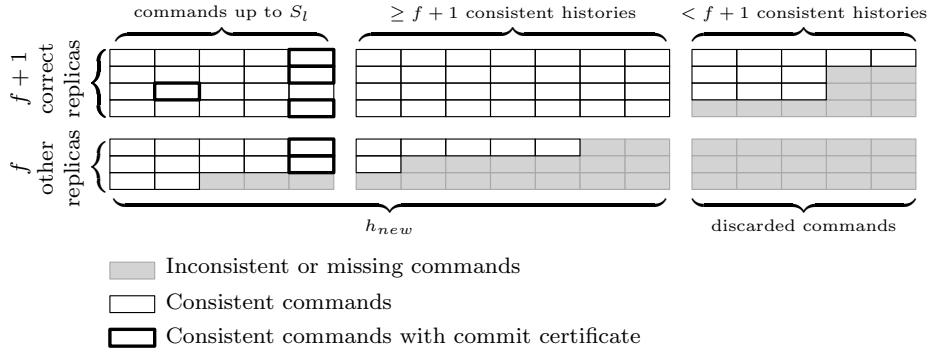 commands up to S_l
≥ f + 1 consistent histories
< f + 1 consistent histories
f + 1
correct
replicas
f
other
replicas
h_new
discarded commands
Inconsistent or missing commands
Consistent commands
Consistent commands with commit certificate